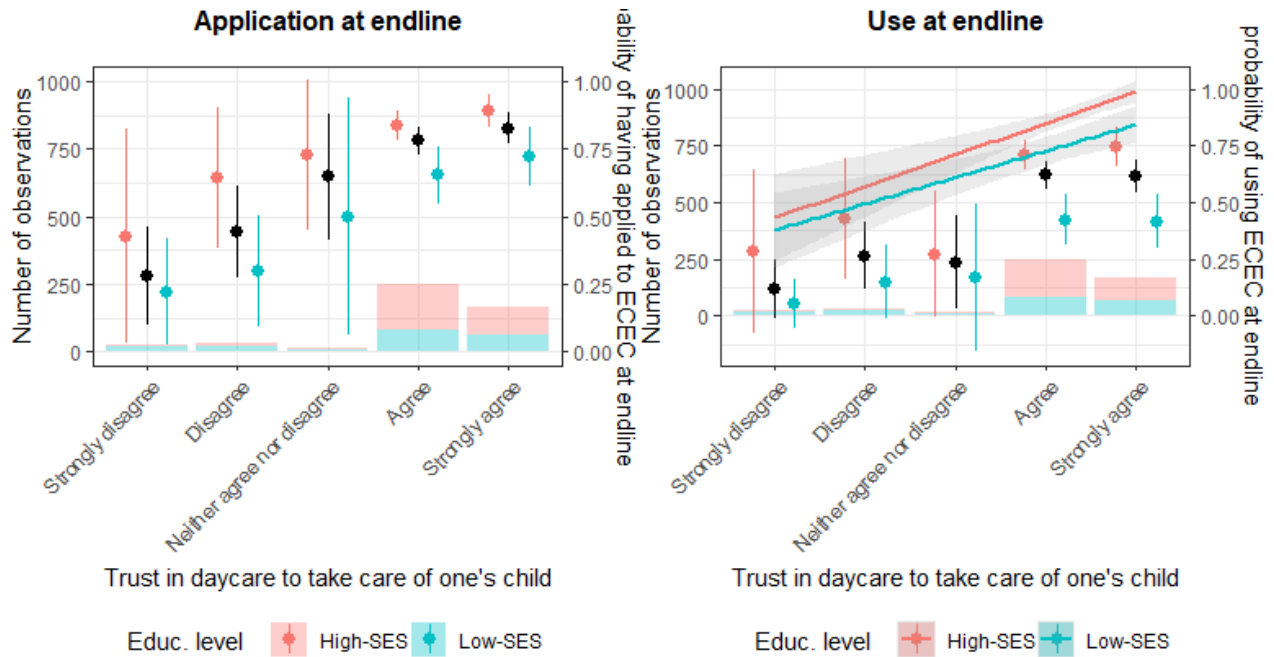 Application at endline
Number of observations
1000
750
500
250
0
1.00
0.75
0.50
0.25
0.00
ability of having applied to ECEC at endline
Strongly disagree
Disagree
Neither agree nor disagree
Agree
Strongly agree
Trust in daycare to take care of one's child
Educ. level
High-SES
Low-SES
Use at endline
Number of observations
1000
750
500
250
0
1.00
0.75
0.50
0.25
0.00
probability of using ECEC at endline
Strongly disagree
Disagree
Neither agree nor disagree
Agree
Strongly agree
Trust in daycare to take care of one's child
Educ. level
High-SES
Low-SES